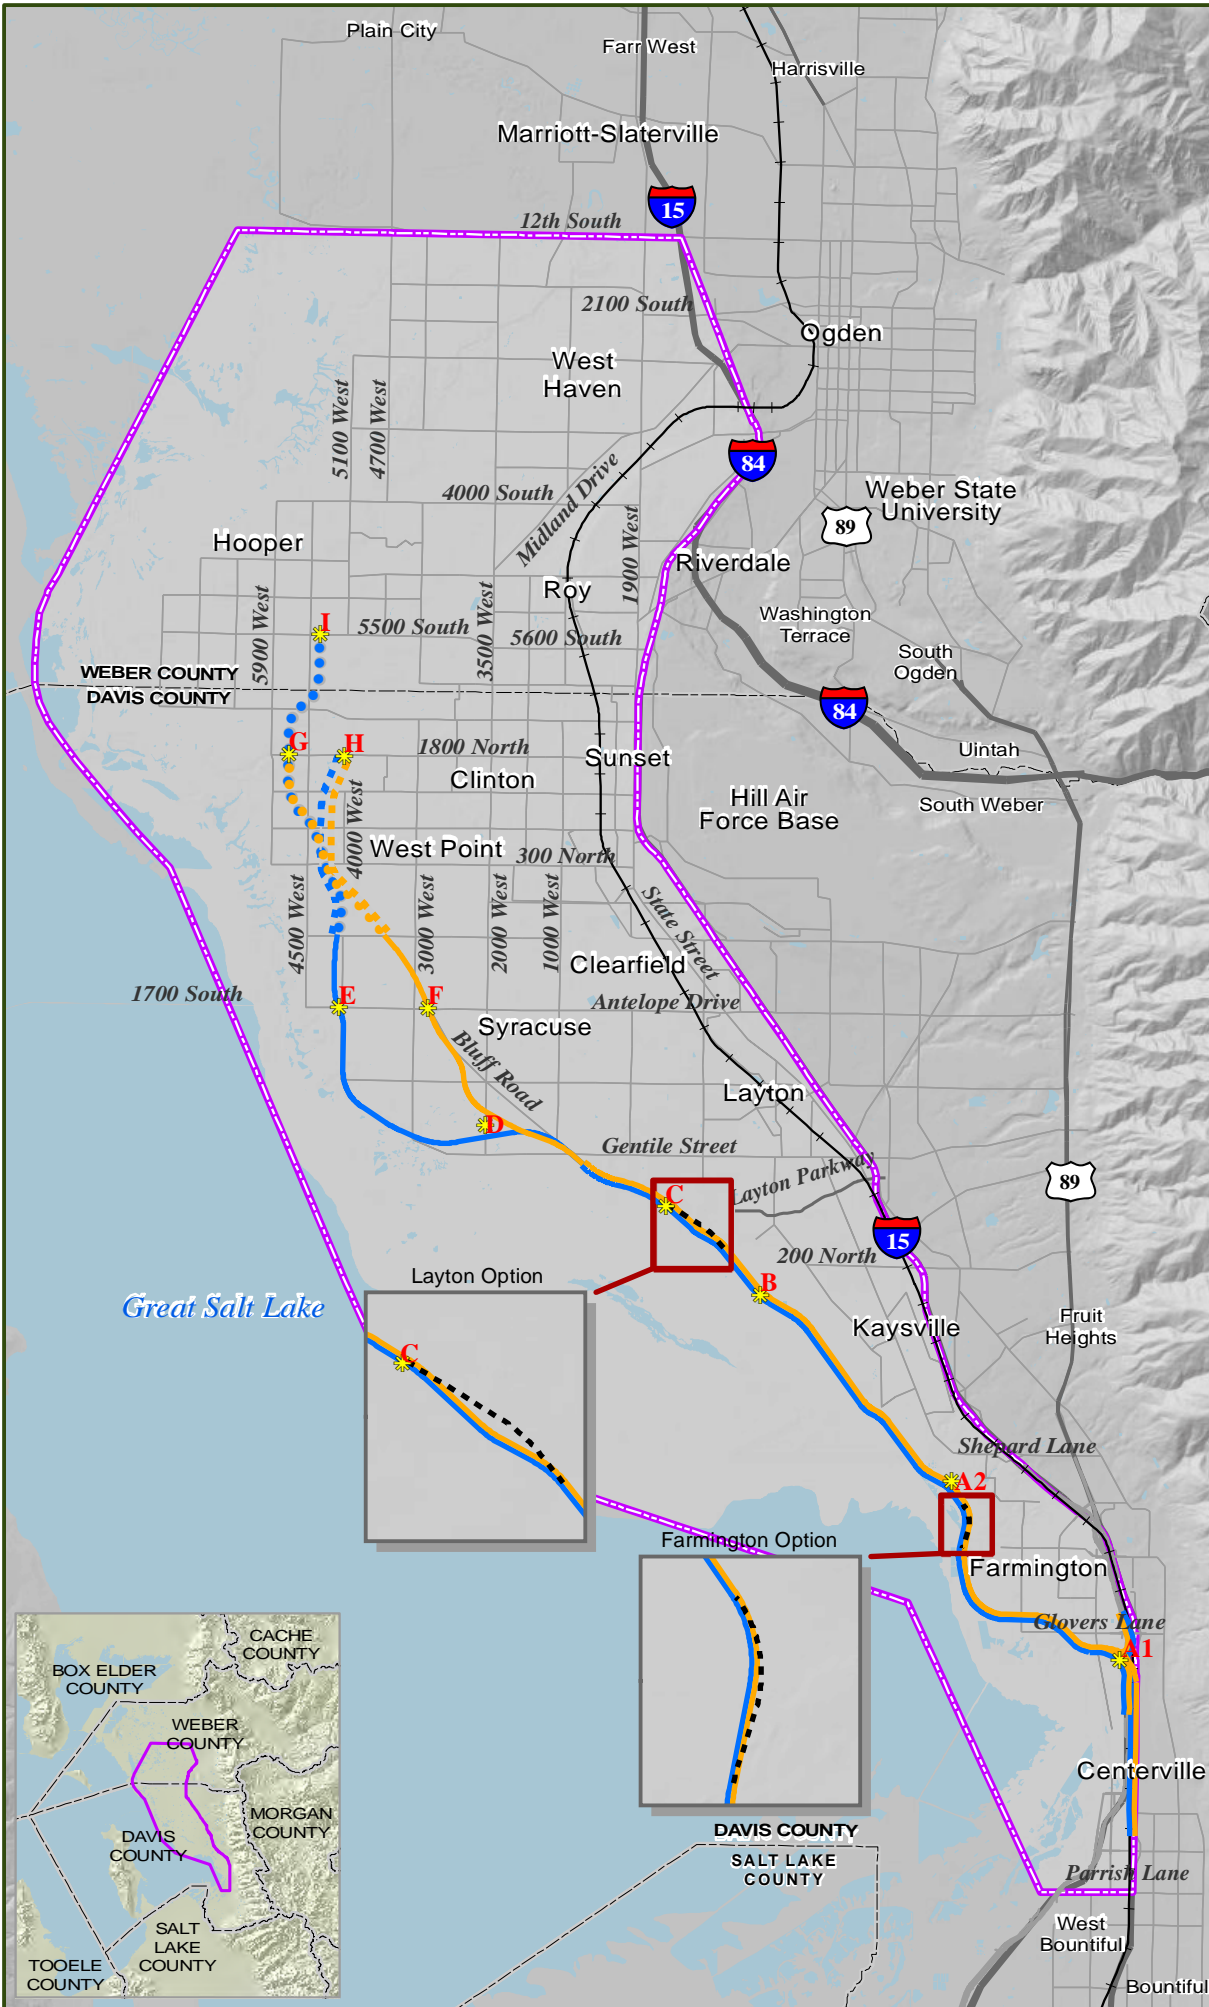 Plain City
Farr West
Harrisville
Marriott-Slaterville
15
12th South
2100 South
Ogden
West
Haven
5100 West
4700 West
84
4000 South
Midland Drive
Weber State
University
89
Hooper
1900 West
Riverdale
Roy
5900 West
3500 West
I
5500 South
5600 South
Washington
Terrace
South
Ogden
WEBER COUNTY
DAVIS COUNTY
84
G
H
1800 North
Sunset
Uintah
Clinton
4000 West
Hill Air
Force Base
South Weber
West Point
300 North
4500 West
3000 West
2000 West
1000 West
State Street
Clearfield
1700 South
E
F
Antelope Drive
Syracuse
Bluff Road
Layton
D
Gentile Street
Layton Parkway
89
C
15
200 North
Layton Option
B
Great Salt Lake
Kaysville
Fruit
Heights
C
Shepard Lane
A2
Farmington Option
Farmington
Glovers Lane
A1
CACHE
COUNTY
BOX ELDER
COUNTY
WEBER
COUNTY
MORGAN
COUNTY
DAVIS
COUNTY
SALT
LAKE
COUNTY
TOOELE
COUNTY
Centerville
DAVIS COUNTY
SALT LAKE
COUNTY
Parrish Lane
West
Bountiful
Bountiful